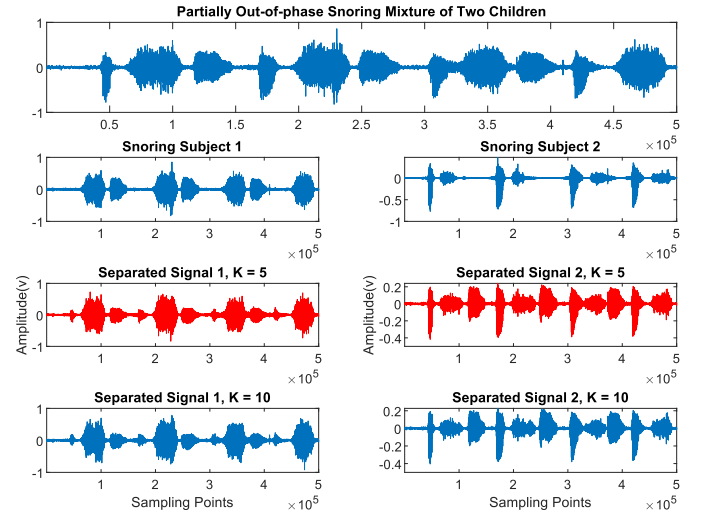 Partially Out-of-phase Snoring Mixture of Two Children
1
0
-1
0.5 1 1.5 2 2.5 3 3.5 4 4.5 5
×10^5
Snoring Subject 1
1
0
-1
1 2 3 4 5
×10^5
Snoring Subject 2
0
-0.5
-1
1 2 3 4 5
×10^5
Separated Signal 1, K = 5
Amplitude(v)
1
0
-1
1 2 3 4 5
×10^5
Separated Signal 2, K = 5
Amplitude(v)
0.2
0
-0.2
-0.4
1 2 3 4 5
×10^5
Separated Signal 1, K = 10
1
0
-1
1 2 3 4 5
Sampling Points
×10^5
Separated Signal 2, K = 10
0.2
0
-0.2
-0.4
1 2 3 4 5
Sampling Points
×10^5